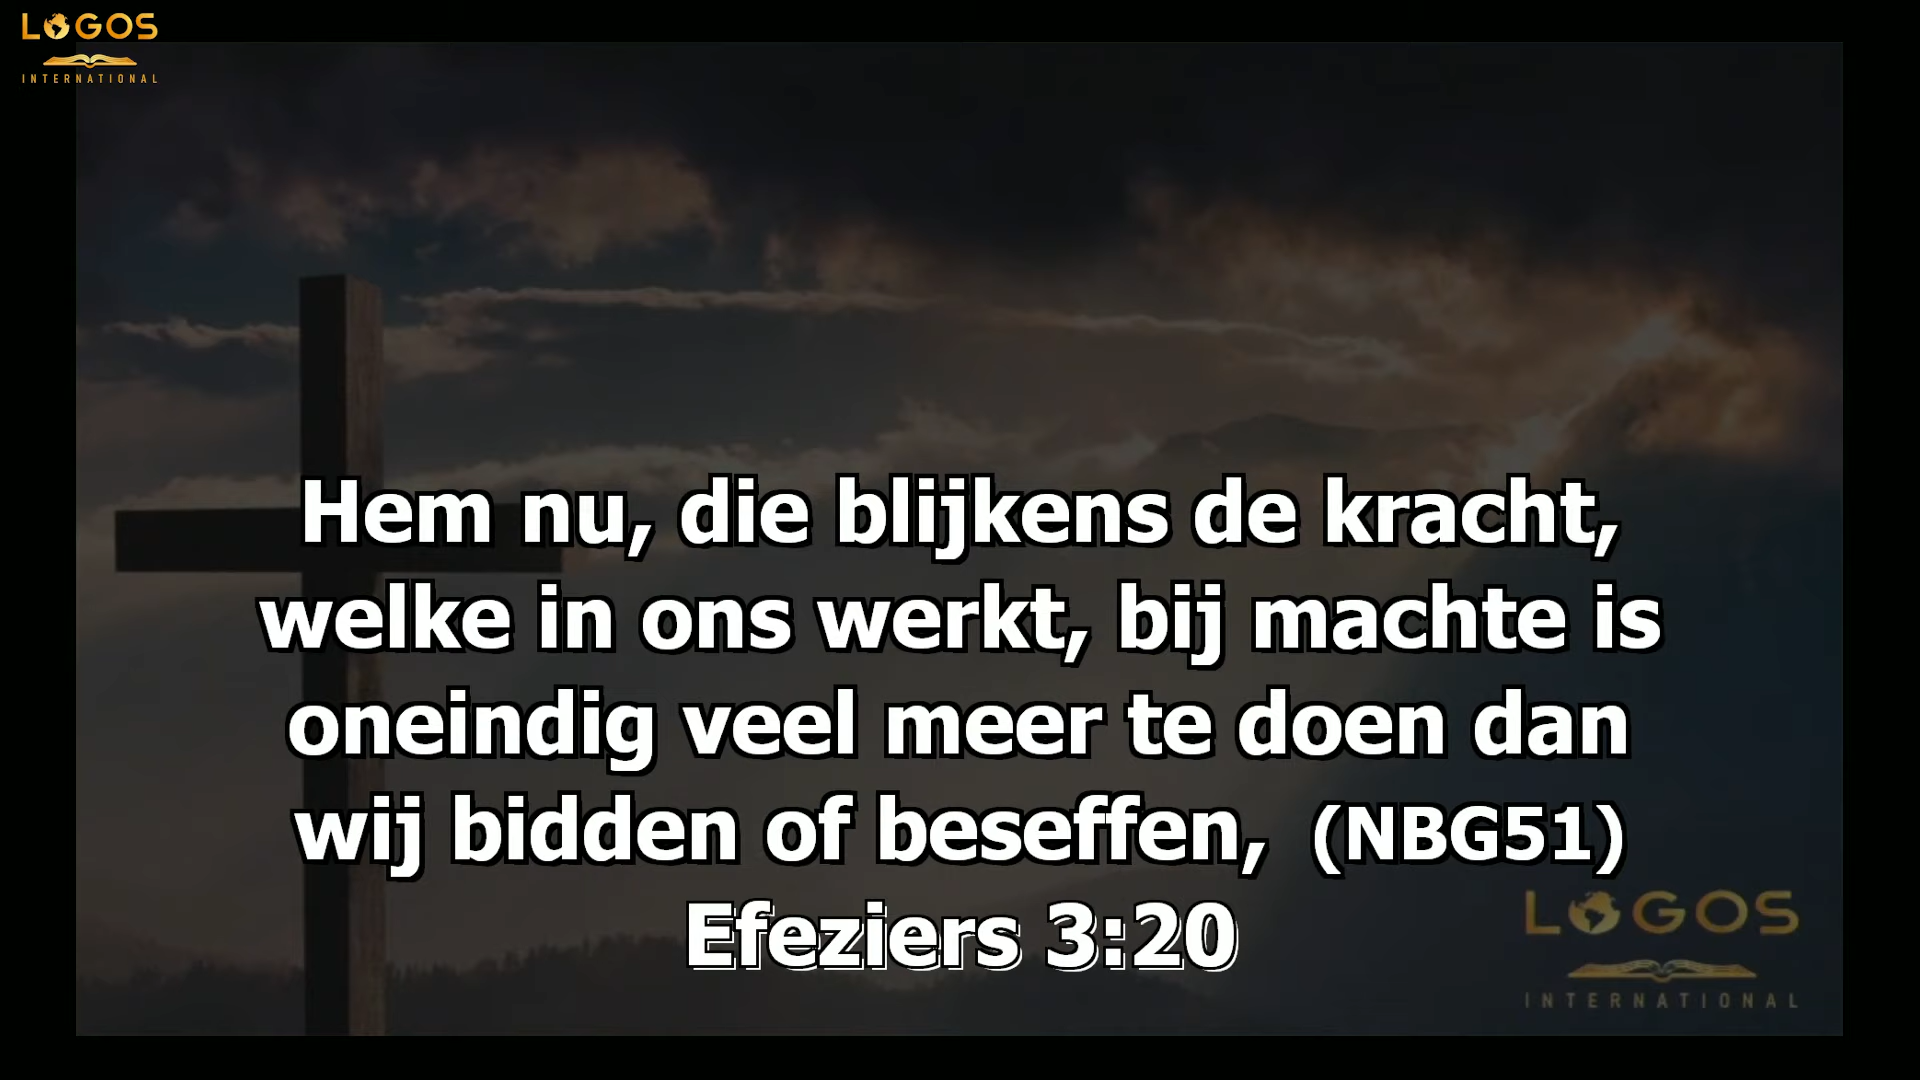 LOGOS
INTERNATIONAL
Hem nu, die blijkens de kracht,
welke in ons werkt, bij machte is
oneindig veel meer te doen dan
wij bidden of beseffen, (NBG51)
Efeziers 3:20
LOGOS
INTERNATIONAL